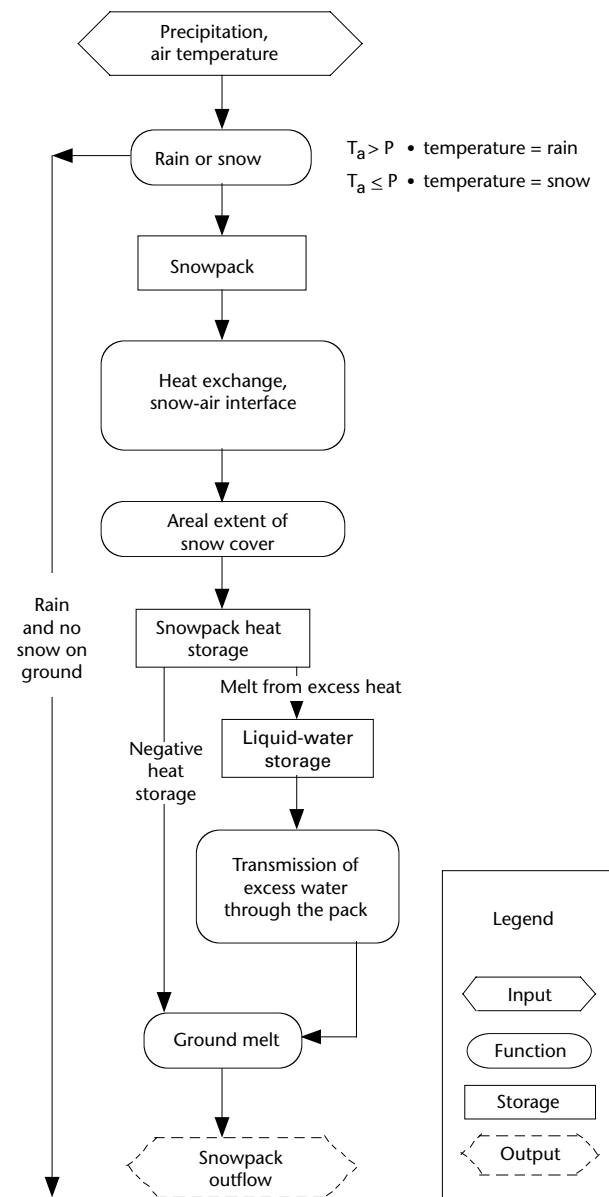 Precipitation,
air temperature
Rain or snow
Tₐ > P • temperature = rain
Tₐ ≤ P • temperature = snow
Snowpack
Heat exchange,
snow-air interface
Areal extent of
snow cover
Rain
and no
snow on
ground
Snowpack heat
storage
Melt from excess heat
Negative
heat
storage
Liquid-water
storage
Transmission of
excess water
through the pack
Ground melt
Snowpack
outflow
Legend
Input
Function
Storage
Output